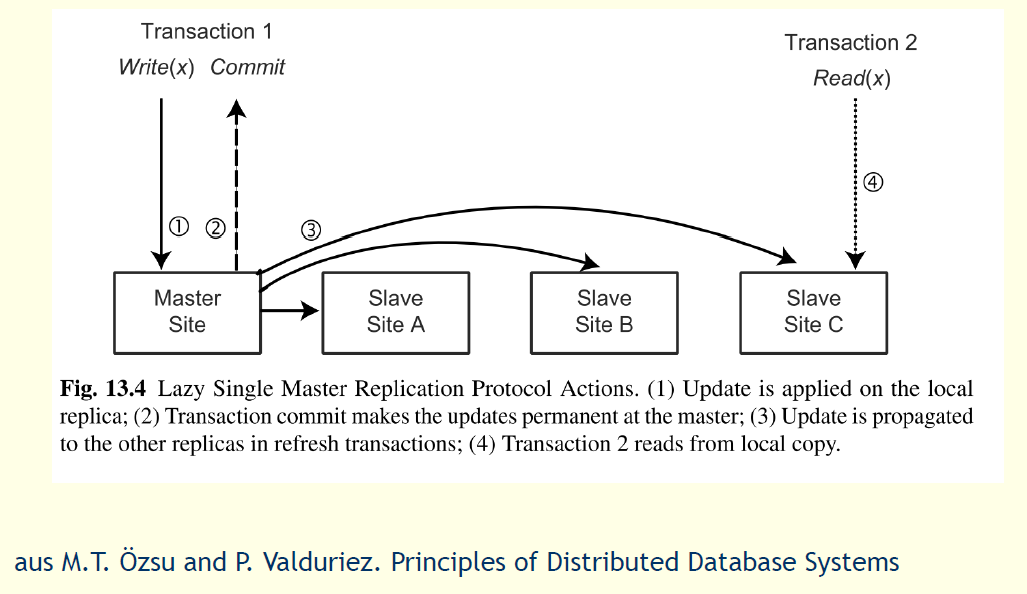 Transaction 1
Write(x) Commit
Transaction 2
Read(x)
④
① ② ③
Master
Site
Slave
Site A
Slave
Site B
Slave
Site C
Fig. 13.4 Lazy Single Master Replication Protocol Actions. (1) Update is applied on the local
replica; (2) Transaction commit makes the updates permanent at the master; (3) Update is propagated
to the other replicas in refresh transactions; (4) Transaction 2 reads from local copy.
aus M.T. Özsu and P. Valduriez. Principles of Distributed Database Systems